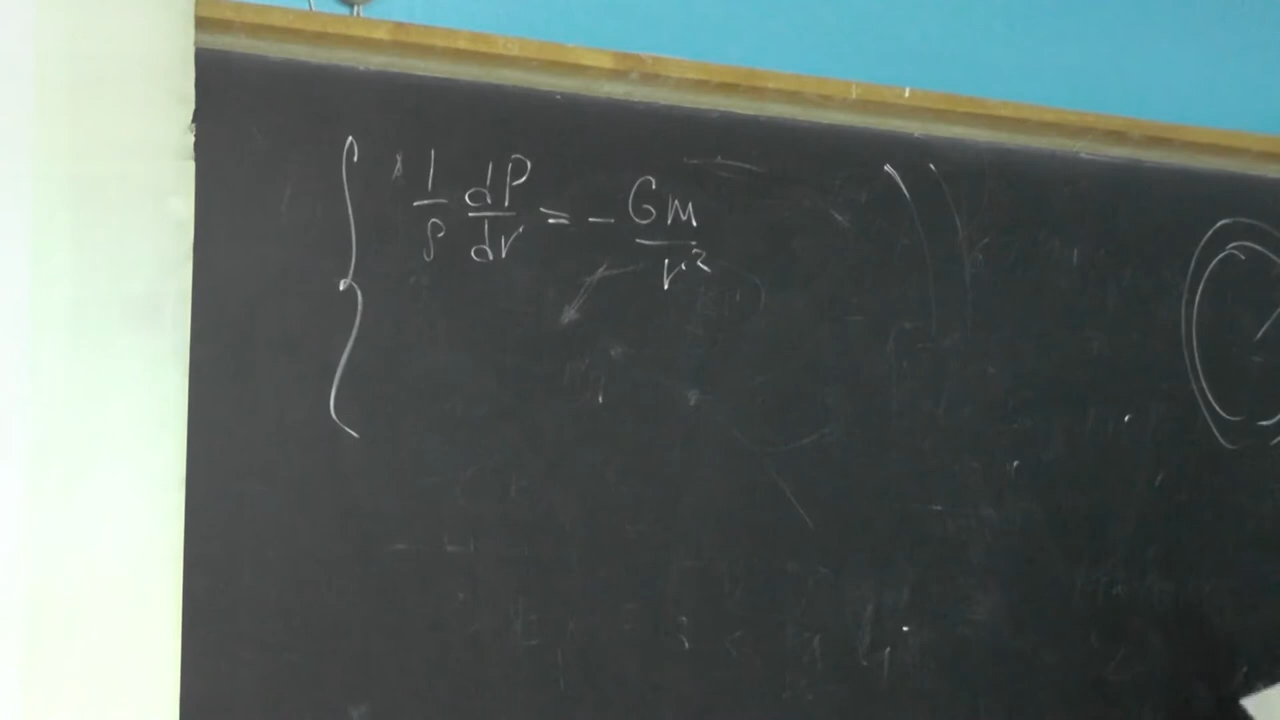 { 1/ρ dP/dr = - Gm/r²